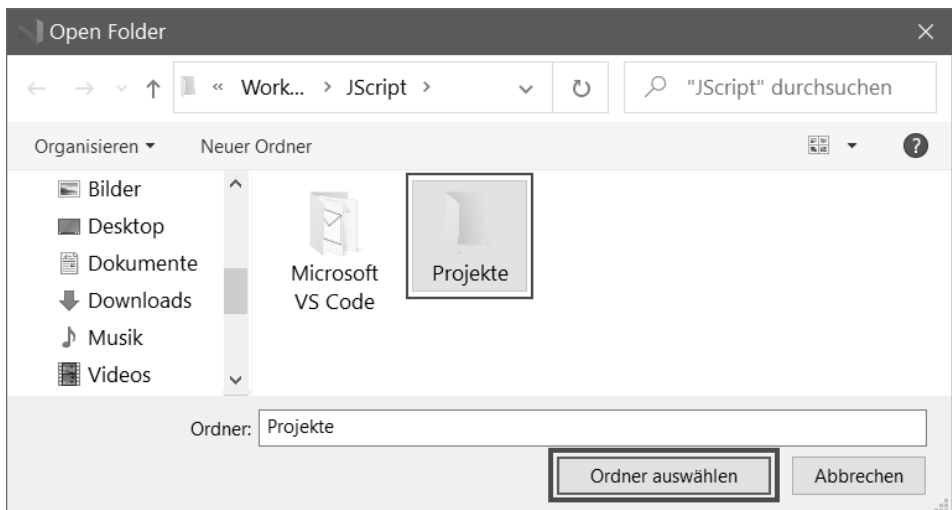 Open Folder
« Work... > JScript >
"JScript" durchsuchen
Organisieren
Neuer Ordner
Bilder
Desktop
Dokumente
Downloads
Musik
Videos
Microsoft
VS Code
Projekte
Ordner: Projekte
Ordner auswählen
Abbrechen